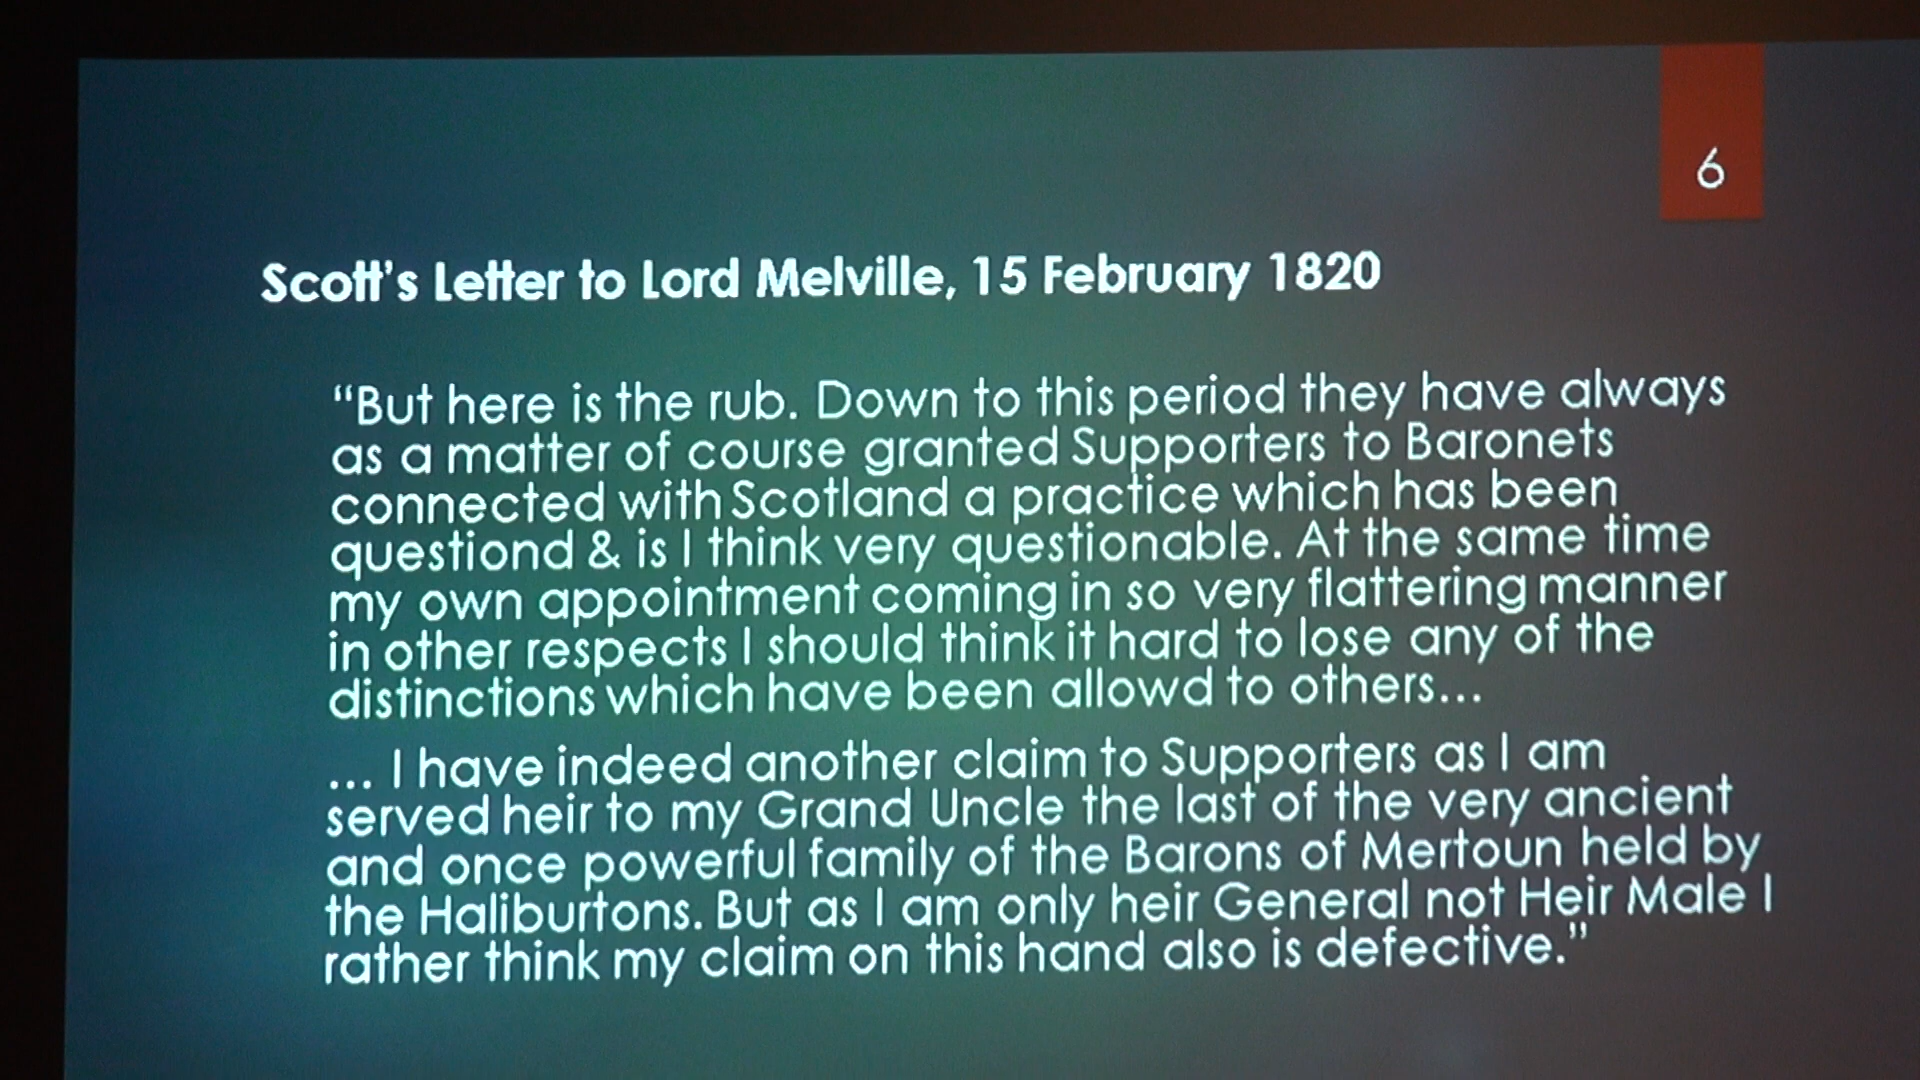 6
Scott's Letter to Lord Melville, 15 February 1820
“But here is the rub. Down to this period they have always
as a matter of course granted Supporters to Baronets
connected with Scotland a practice which has been
questiond & is I think very questionable. At the same time
my own appointment coming in so very flattering manner
in other respects I should think it hard to lose any of the
distinctions which have been allowd to others...
... I have indeed another claim to Supporters as I am
served heir to my Grand Uncle the last of the very ancient
and once powerful family of the Barons of Mertoun held by
the Haliburtons. But as I am only heir General not Heir Male I
rather think my claim on this hand also is defective.”